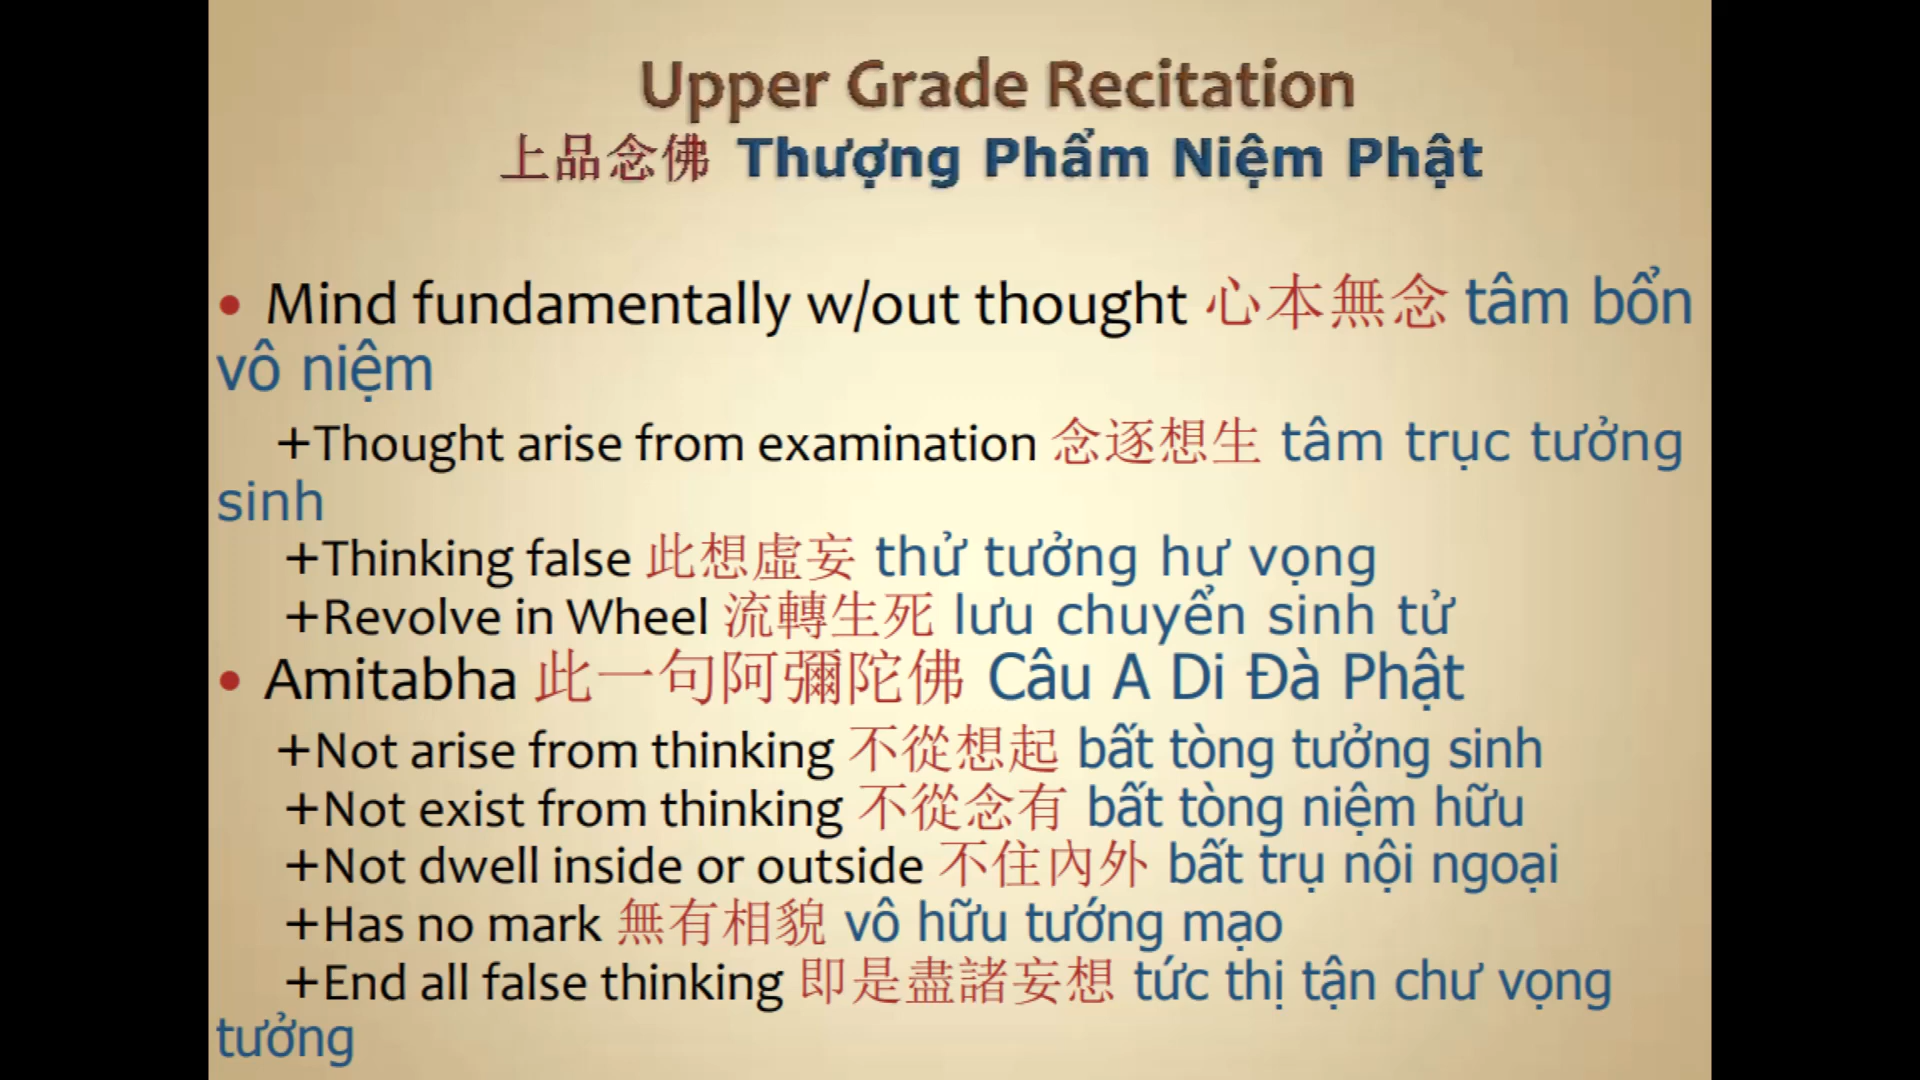 Upper Grade Recitation
上品念佛 Thượng Phẩm Niệm Phật
• Mind fundamentally w/out thought 心本無念 tâm bổn
vô niệm
+Thought arise from examination 念逐想生 tâm trục tưởng
sinh
+Thinking false 此想虛妄 thử tưởng hư vọng
+Revolve in Wheel 流轉生死 lưu chuyển sinh tử
• Amitabha 此一句阿彌陀佛 Câu A Di Đà Phật
+Not arise from thinking 不從想起 bất tòng tưởng sinh
+Not exist from thinking 不從念有 bất tòng niệm hữu
+Not dwell inside or outside 不住內外 bất trụ nội ngoại
+Has no mark 無有相貌 vô hữu tướng mạo
+End all false thinking 即是盡諸妄想 tức thị tận chư vọng
tưởng